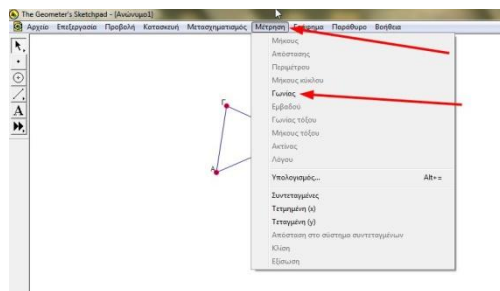 The Geometer's Sketchpad - [Ανώνυμο1]
Αρχείο Επεξεργασία Προβολή Κατασκευή Μετασχηματισμός Μέτρηση Γράφημα Παράθυρο Βοήθεια
Μήκους
Απόστασης
Περιμέτρου
Μήκους κύκλου
Γωνίας
Εμβαδού
Γωνίας τόξου
Μήκους τόξου
Ακτίνας
Λόγου
Υπολογισμός... Alt+=
Συντεταγμένες
Τετμημένη (x)
Τεταγμένη (y)
Απόσταση στο σύστημα συντεταγμένων
Κλίση
Εξίσωση
A
Γ
A